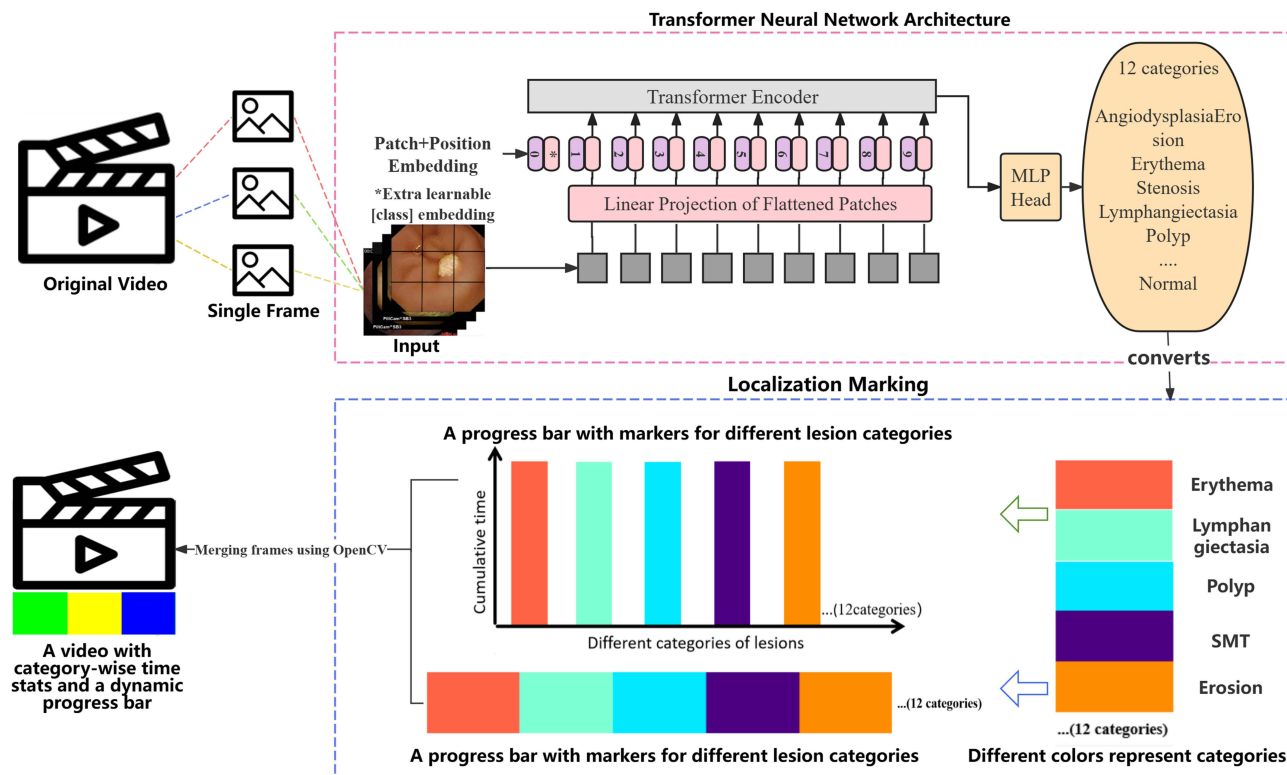 Transformer Neural Network Architecture
Original Video
Single Frame
Patch+Position
Embedding
*Extra learnable
[class] embedding
PillCam®SB3
PillCam®SB3
Input
Transformer Encoder
0 * 1 2 3 4 5 6 7 8 9
Linear Projection of Flattened Patches
MLP
Head
12 categories
AngiodysplasiaEro
sion
Erythema
Stenosis
Lymphangiectasia
Polyp
....
Normal
converts
Localization Marking
A progress bar with markers for different lesion categories
Cumulative time
Different categories of lesions
...(12categories)
...(12 categories)
A progress bar with markers for different lesion categories
Erythema
Lymphan
giectasia
Polyp
SMT
Erosion
...(12 categories)
Different colors represent categories
Merging frames using OpenCV
A video with
category-wise time
stats and a dynamic
progress bar